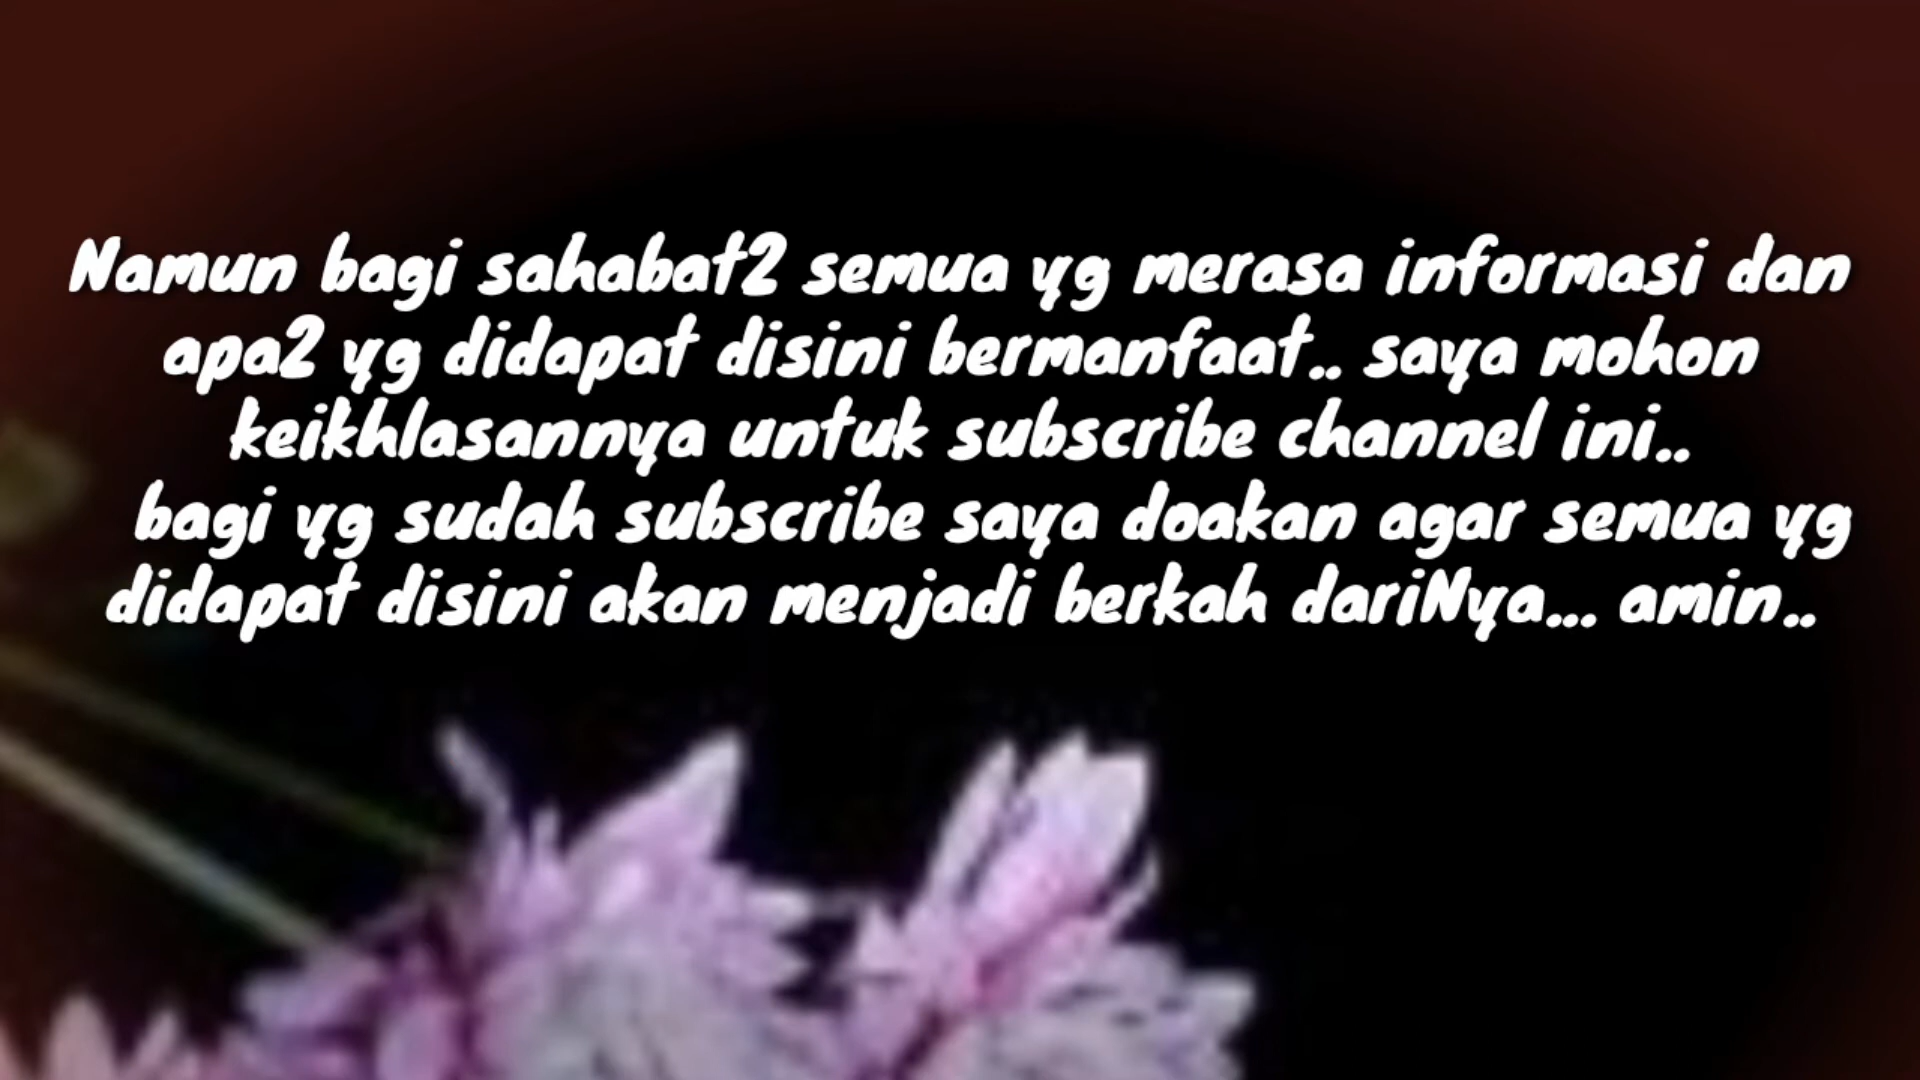 Namun bagi sahabat2 semua yg merasa informasi dan
apa2 yg didapat disini bermanfaat.. saya mohon
keikhlasannya untuk subscribe channel ini..
bagi yg sudah subscribe saya doakan agar semua yg
didapat disini akan menjadi berkah dariNya... amin..